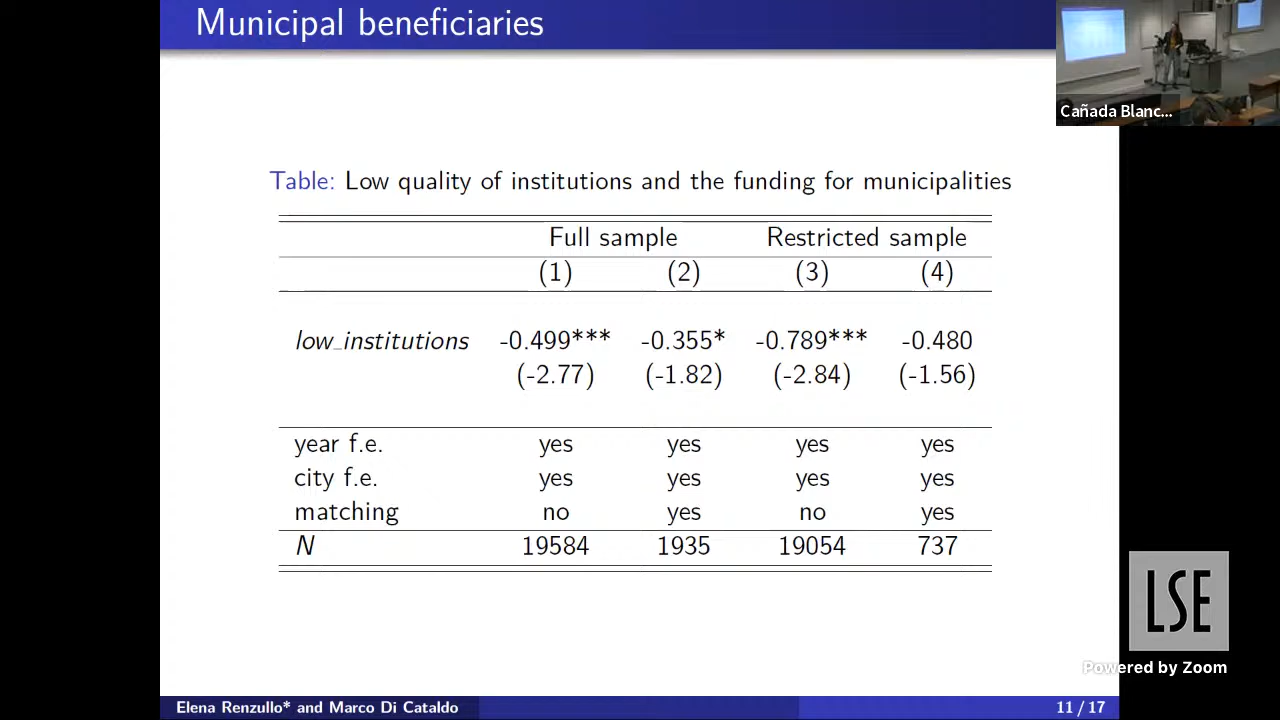 Municipal beneficiaries
Cañada Blanc...
Table: Low quality of institutions and the funding for municipalities
Full sample Restricted sample
(1) (2) (3) (4)
low_institutions -0.499*** -0.355* -0.789*** -0.480
(-2.77) (-1.82) (-2.84) (-1.56)
year f.e. yes yes yes yes
city f.e. yes yes yes yes
matching no yes no yes
N 19584 1935 19054 737
LSE
Powered by Zoom
Elena Renzullo* and Marco Di Cataldo 11 / 17